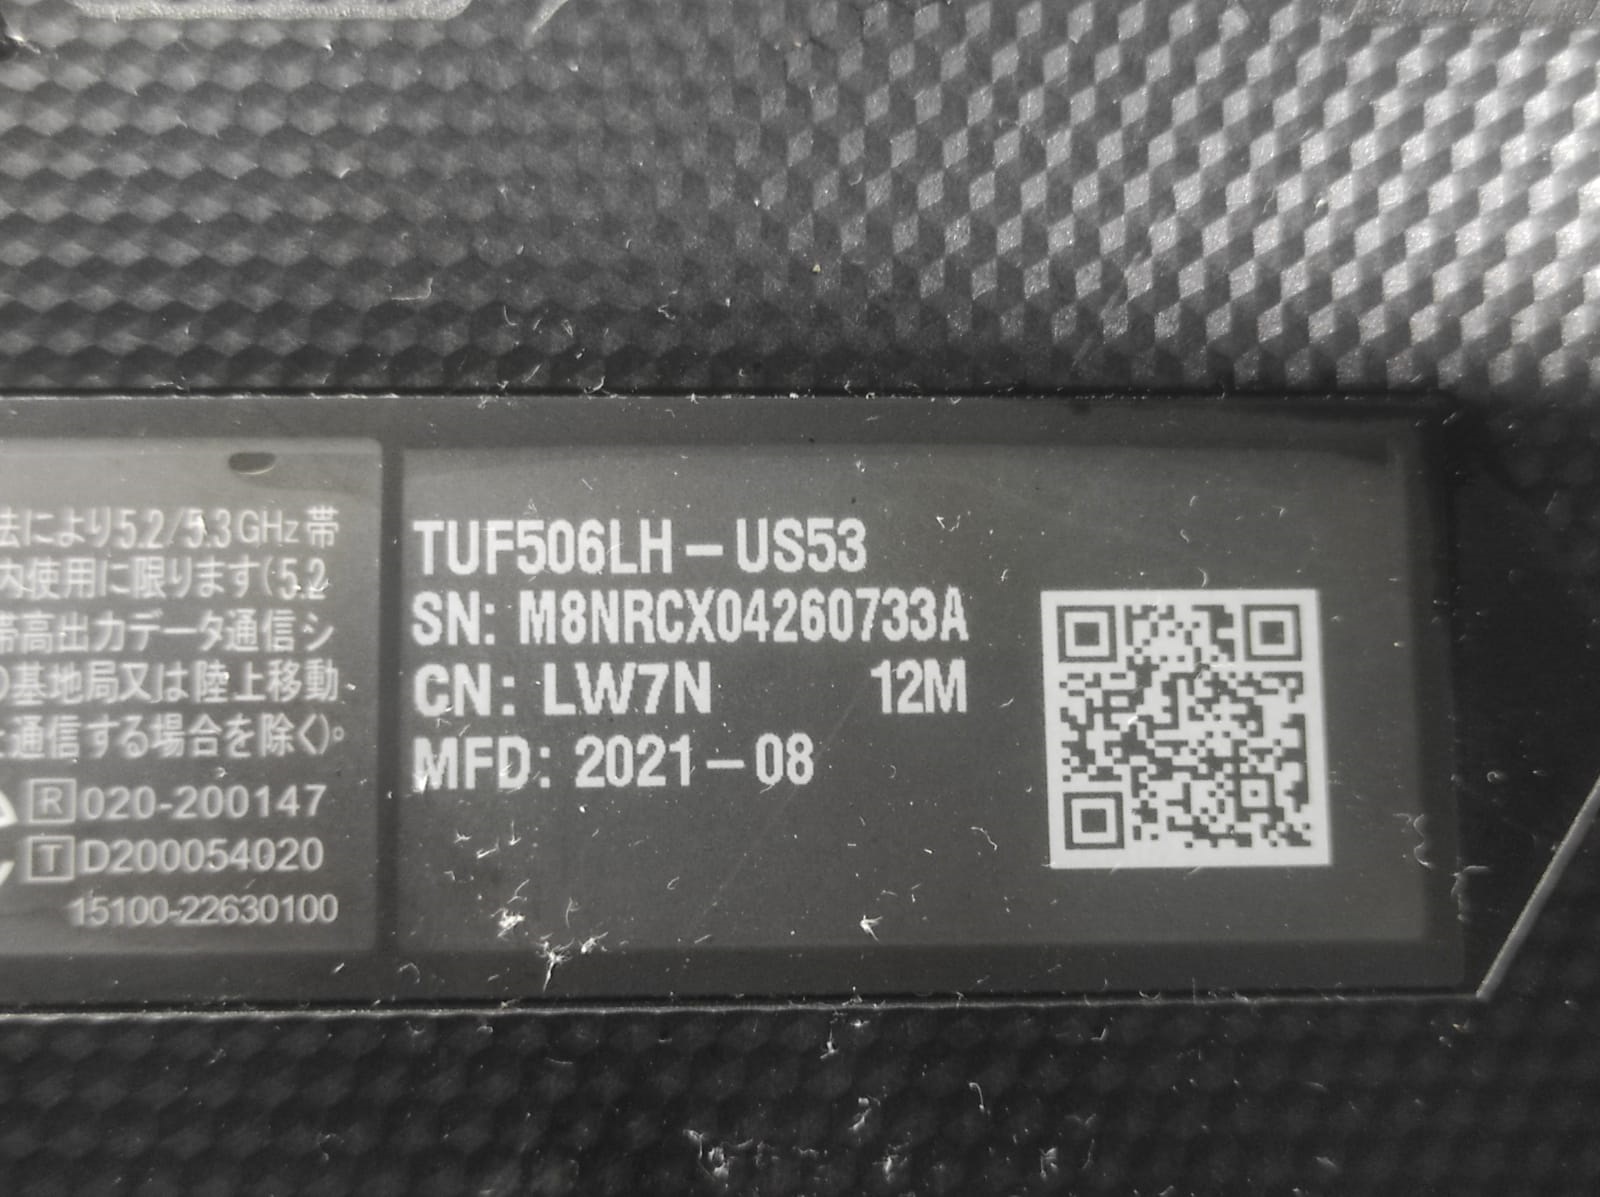 法により5.2/5.3GHz帯
内使用に限ります(5.2
帯高出力データ通信シ
の基地局又は陸上移動
と通信する場合を除く)。
R 020-200147
T D200054020
15100-22630100
TUF506LH-US53
SN: M8NRCX04260733A
CN: LW7N 12M
MFD: 2021-08